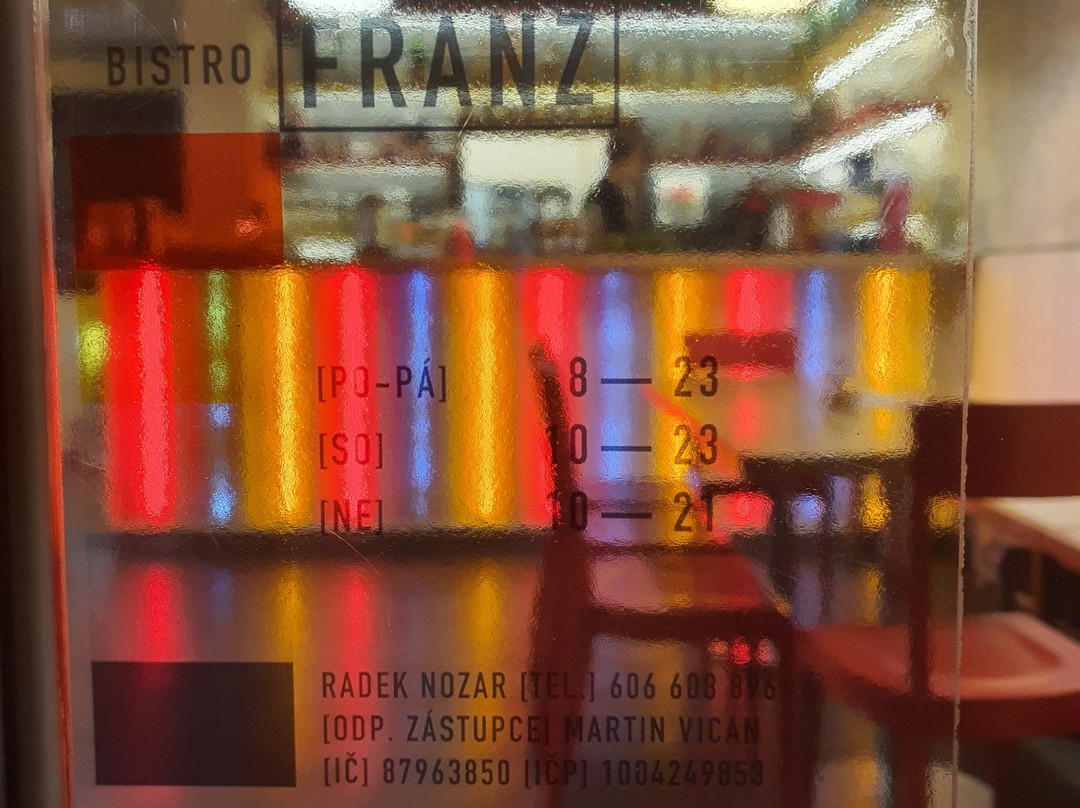 BISTRO FRANZ
[PO-PÁ] 8 — 23
[SO] 10 — 23
[NE] 10 — 21
RADEK NOZAR [TEL.] 606 608 896
[ODP. ZÁSTUPCE] MARTIN VICAN
[IČ] 87963850 [IČP] 1004249853